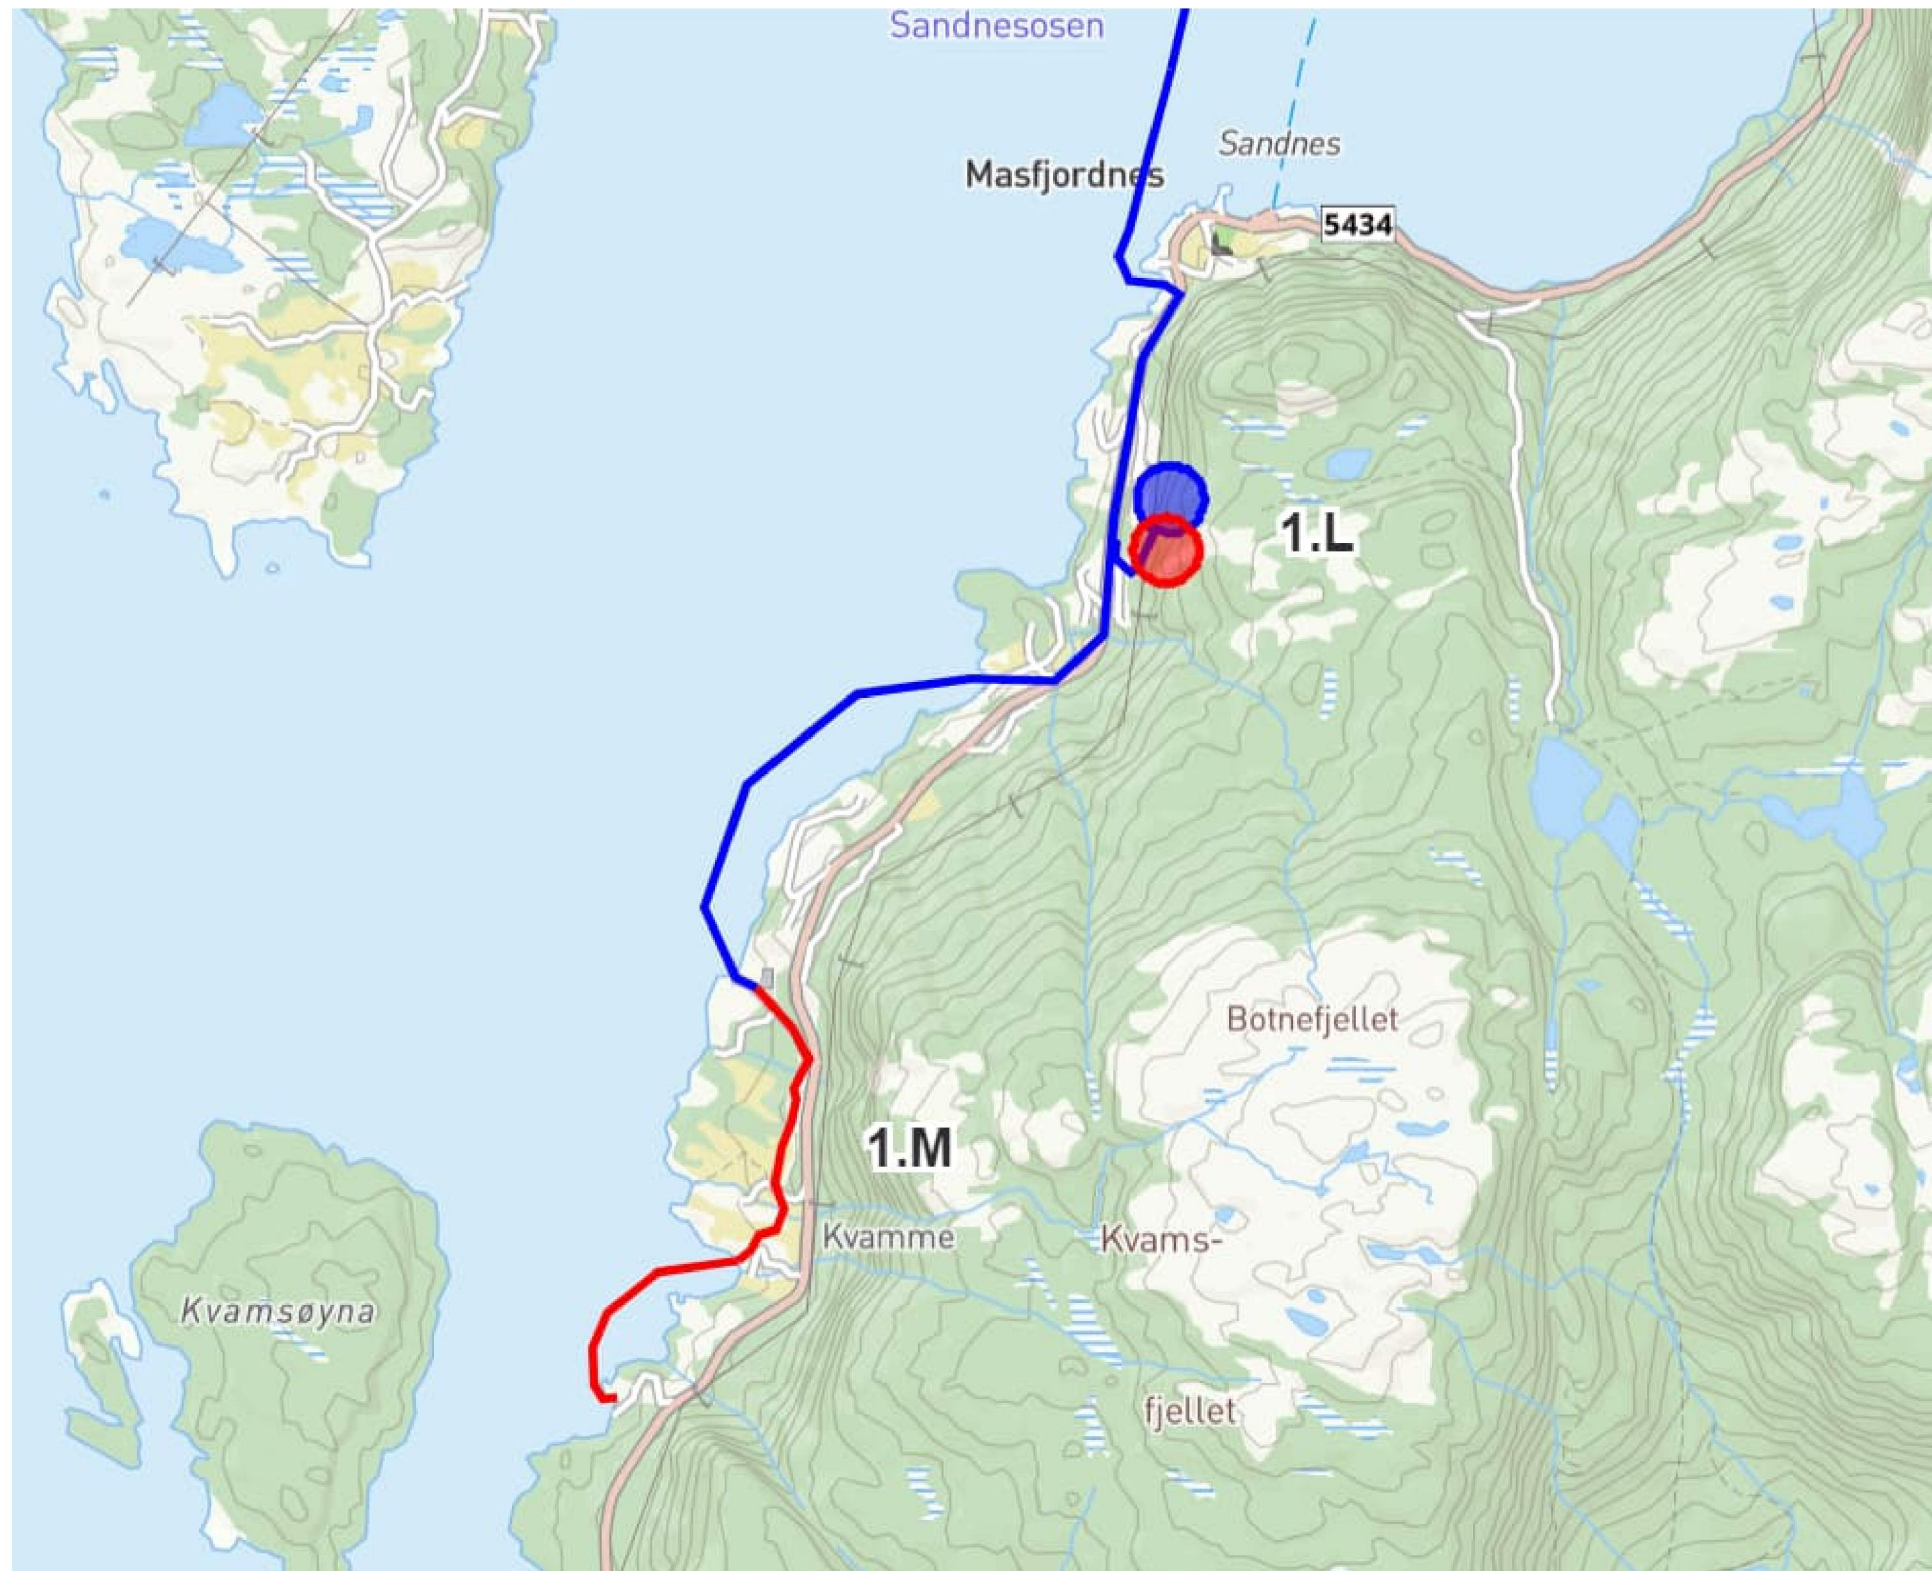 Sandnesosen
Sandnes
Masfjordnes
5434
1.L
Botnefjellet
1.M
Kvamme
Kvams-
Kvamsøyna
fjellet